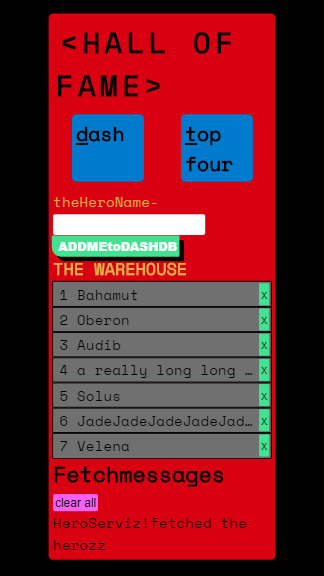 <HALL OF
FAME>
dash
top
four
theHeroName-
ADDMEtoDASHDB
THE WAREHOUSE
1 Bahamut x
2 Oberon x
3 Audib x
4 a really long long … x
5 Solus x
6 JadeJadeJadeJadeJad… x
7 Velena x
Fetchmessages
clear all
HeroServiz!fetched the
herozz